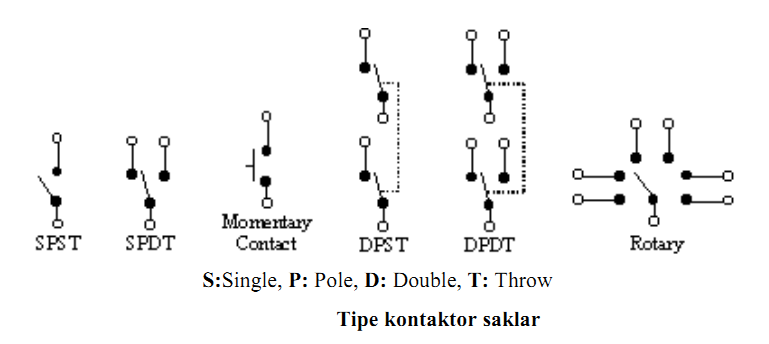 SPST SPDT Momentary Contact DPST DPDT Rotary
S:Single, P: Pole, D: Double, T: Throw
Tipe kontaktor saklar